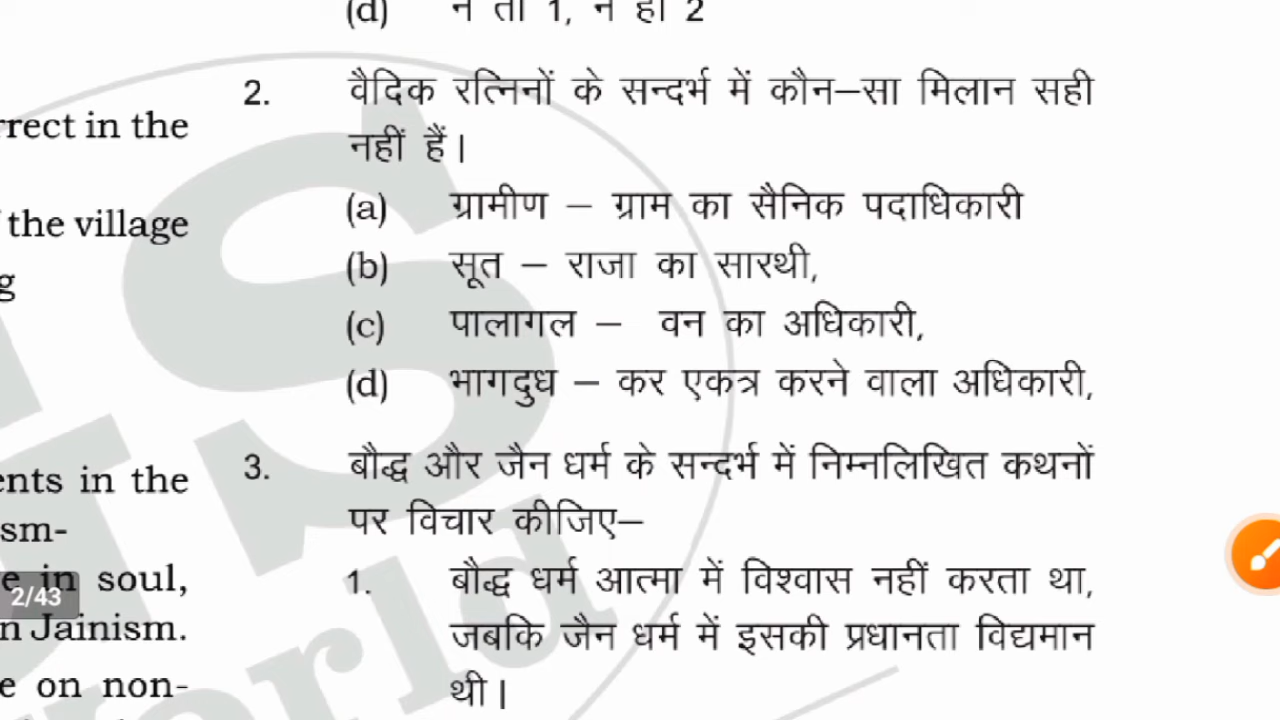 (d) न तो 1, न ही 2
2. वैदिक रत्निनों के सन्दर्भ में कौन–सा मिलान सही
rrect in the
नहीं हैं।
(a) ग्रामीण – ग्राम का सैनिक पदाधिकारी
the village
(b) सूत – राजा का सारथी,
g
(c) पालागल – वन का अधिकारी,
(d) भागदुध – कर एकत्र करने वाला अधिकारी,
3. बौद्ध और जैन धर्म के सन्दर्भ में निम्नलिखित कथनों
ents in the
पर विचार कीजिए–
sm-
1. बौद्ध धर्म आत्मा में विश्वास नहीं करता था,
e in soul,
2/43
जबकि जैन धर्म में इसकी प्रधानता विद्यमान
n Jainism.
थी।
e on non-